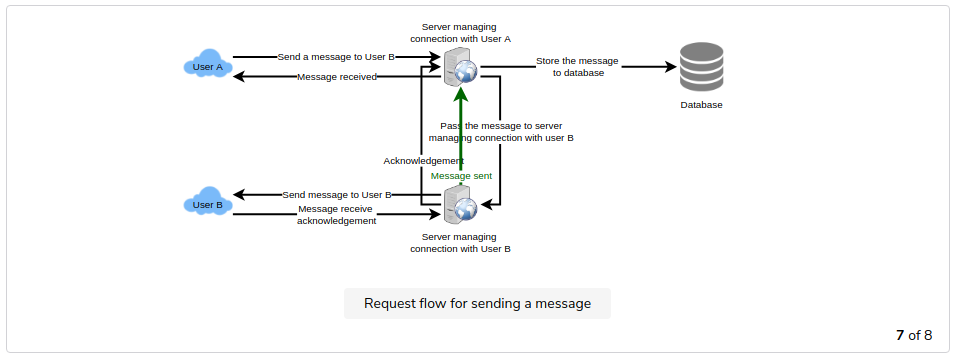 Server managing
connection with User A
User A
Send a message to User B
Message received
Store the message
to database
Database
Pass the message to server
managing connection with user B
Acknowledgement
Message sent
User B
Send message to User B
Message receive
acknowledgement
Server managing
connection with User B
Request flow for sending a message
7 of 8